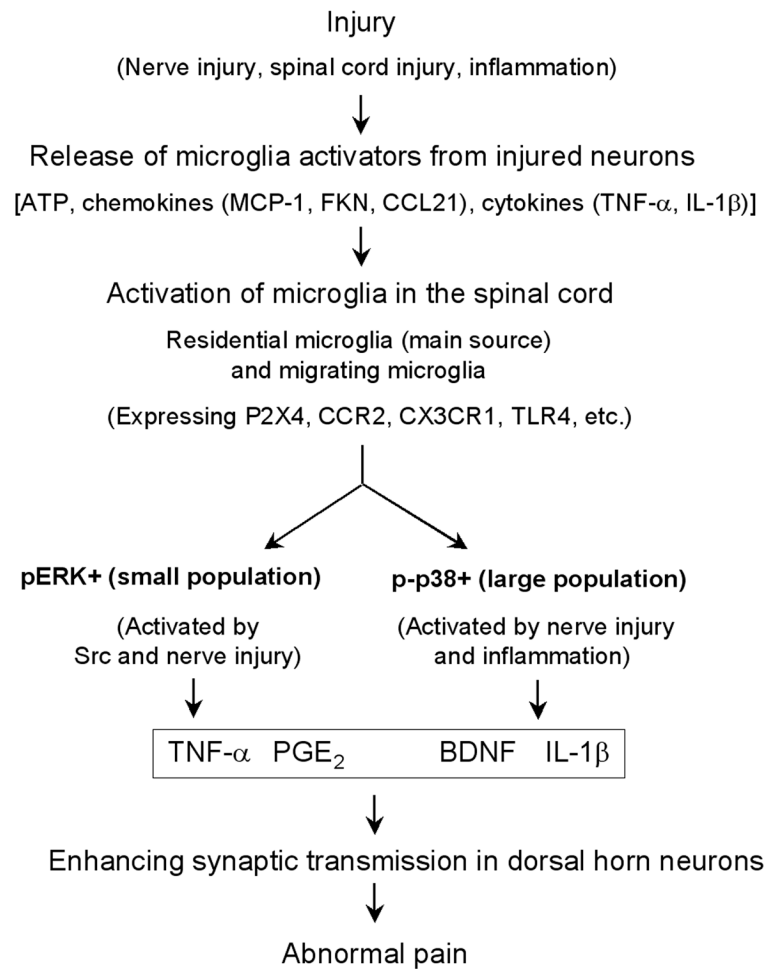 Injury
(Nerve injury, spinal cord injury, inflammation)
Release of microglia activators from injured neurons
[ATP, chemokines (MCP-1, FKN, CCL21), cytokines (TNF-α, IL-1β)]
Activation of microglia in the spinal cord
Residential microglia (main source)
and migrating microglia
(Expressing P2X4, CCR2, CX3CR1, TLR4, etc.)
pERK+ (small population)
(Activated by
Src and nerve injury)
p-p38+ (large population)
(Activated by nerve injury
and inflammation)
TNF-α PGE₂ BDNF IL-1β
Enhancing synaptic transmission in dorsal horn neurons
Abnormal pain